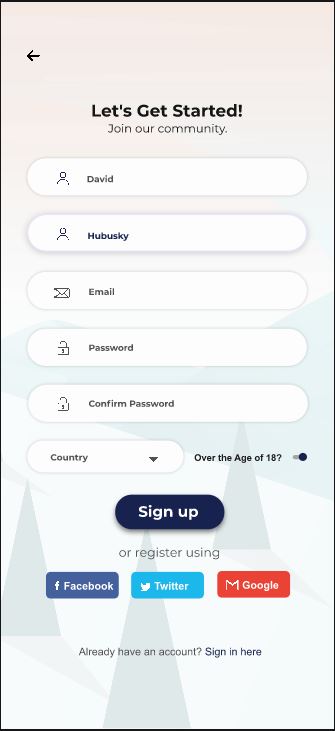 Let's Get Started!
Join our community.
David
Hubusky
Email
Password
Confirm Password
Country
Over the Age of 18?
Sign up
or register using
Facebook
Twitter
Google
Already have an account? Sign in here